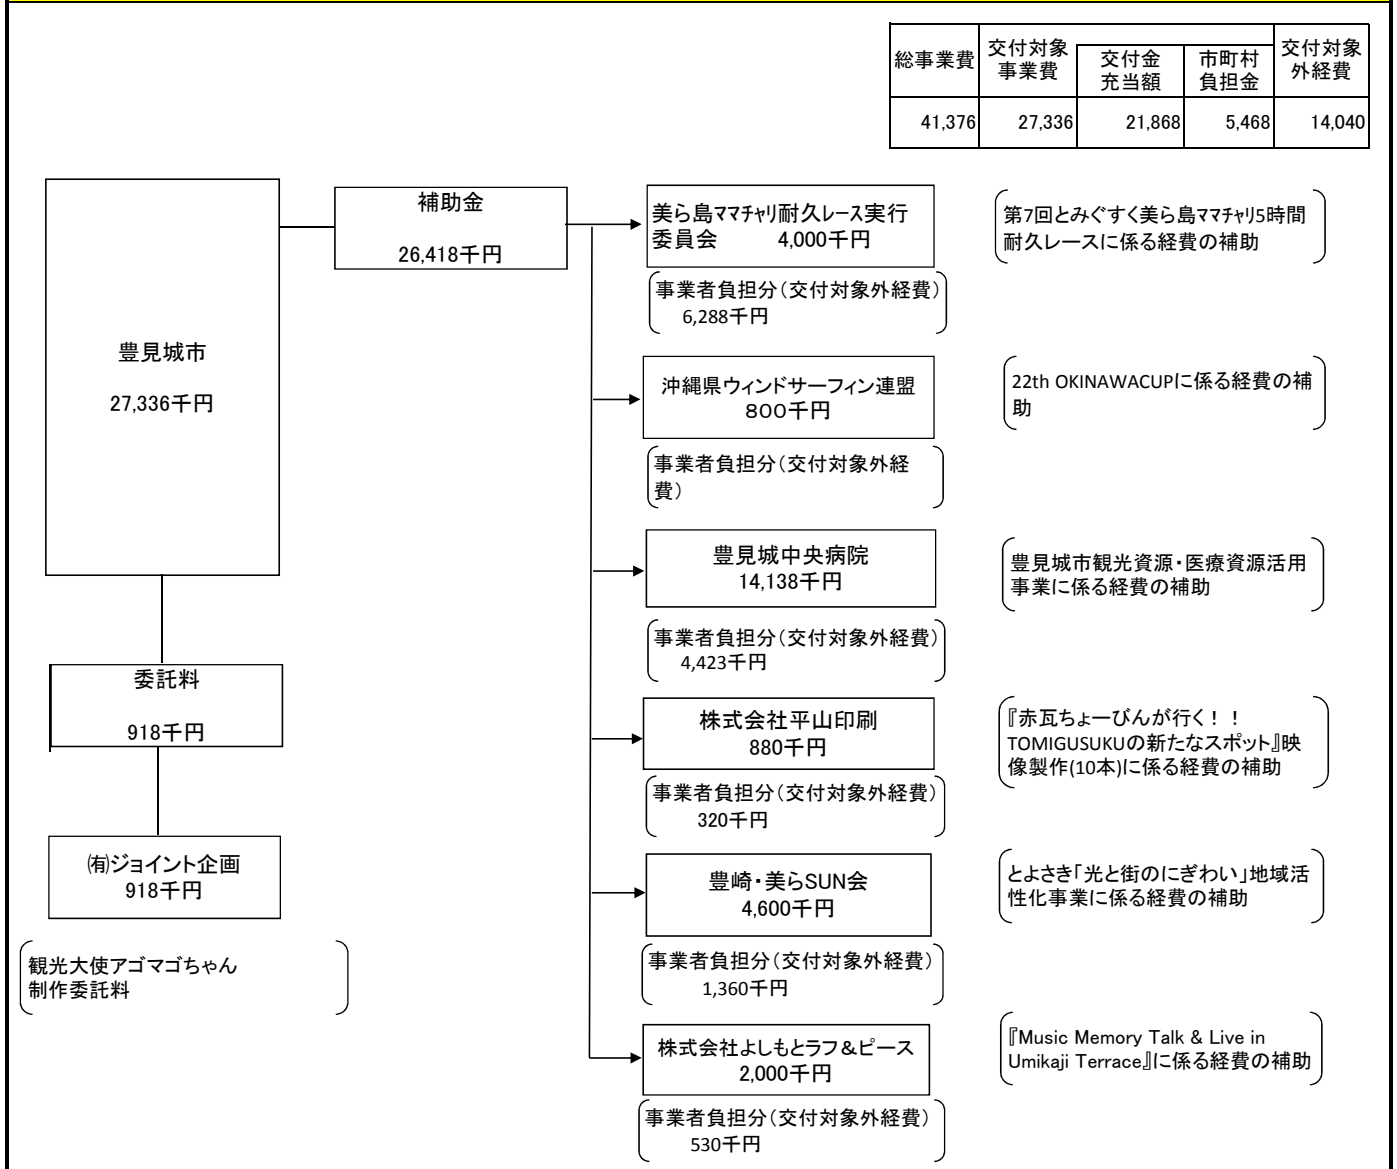 総事業費
交付対象
事業費
交付金
充当額
市町村
負担金
交付対象
外経費
41,376
27,336
21,868
5,468
14,040
豊見城市
27,336千円
補助金
26,418千円
美ら島ママチャリ耐久レース実行
委員会 4,000千円
第7回とみぐすく美ら島ママチャリ5時間
耐久レースに係る経費の補助
事業者負担分(交付対象外経費)
6,288千円
沖縄県ウィンドサーフィン連盟
800千円
22th OKINAWACUPに係る経費の補
助
事業者負担分(交付対象外経
費)
豊見城中央病院
14,138千円
豊見城市観光資源・医療資源活用
事業に係る経費の補助
事業者負担分(交付対象外経費)
4,423千円
委託料
918千円
株式会社平山印刷
880千円
『赤瓦ちょーびんが行く!!
TOMIGUSUKUの新たなスポット』映
像製作(10本)に係る経費の補助
事業者負担分(交付対象外経費)
320千円
㈲ジョイント企画
918千円
豊崎・美らSUN会
4,600千円
とよさき「光と街のにぎわい」地域活
性化事業に係る経費の補助
観光大使アゴマゴちゃん
制作委託料
事業者負担分(交付対象外経費)
1,360千円
株式会社よしもとラフ&ピース
2,000千円
『Music Memory Talk & Live in
Umikaji Terrace』に係る経費の補助
事業者負担分(交付対象外経費)
530千円